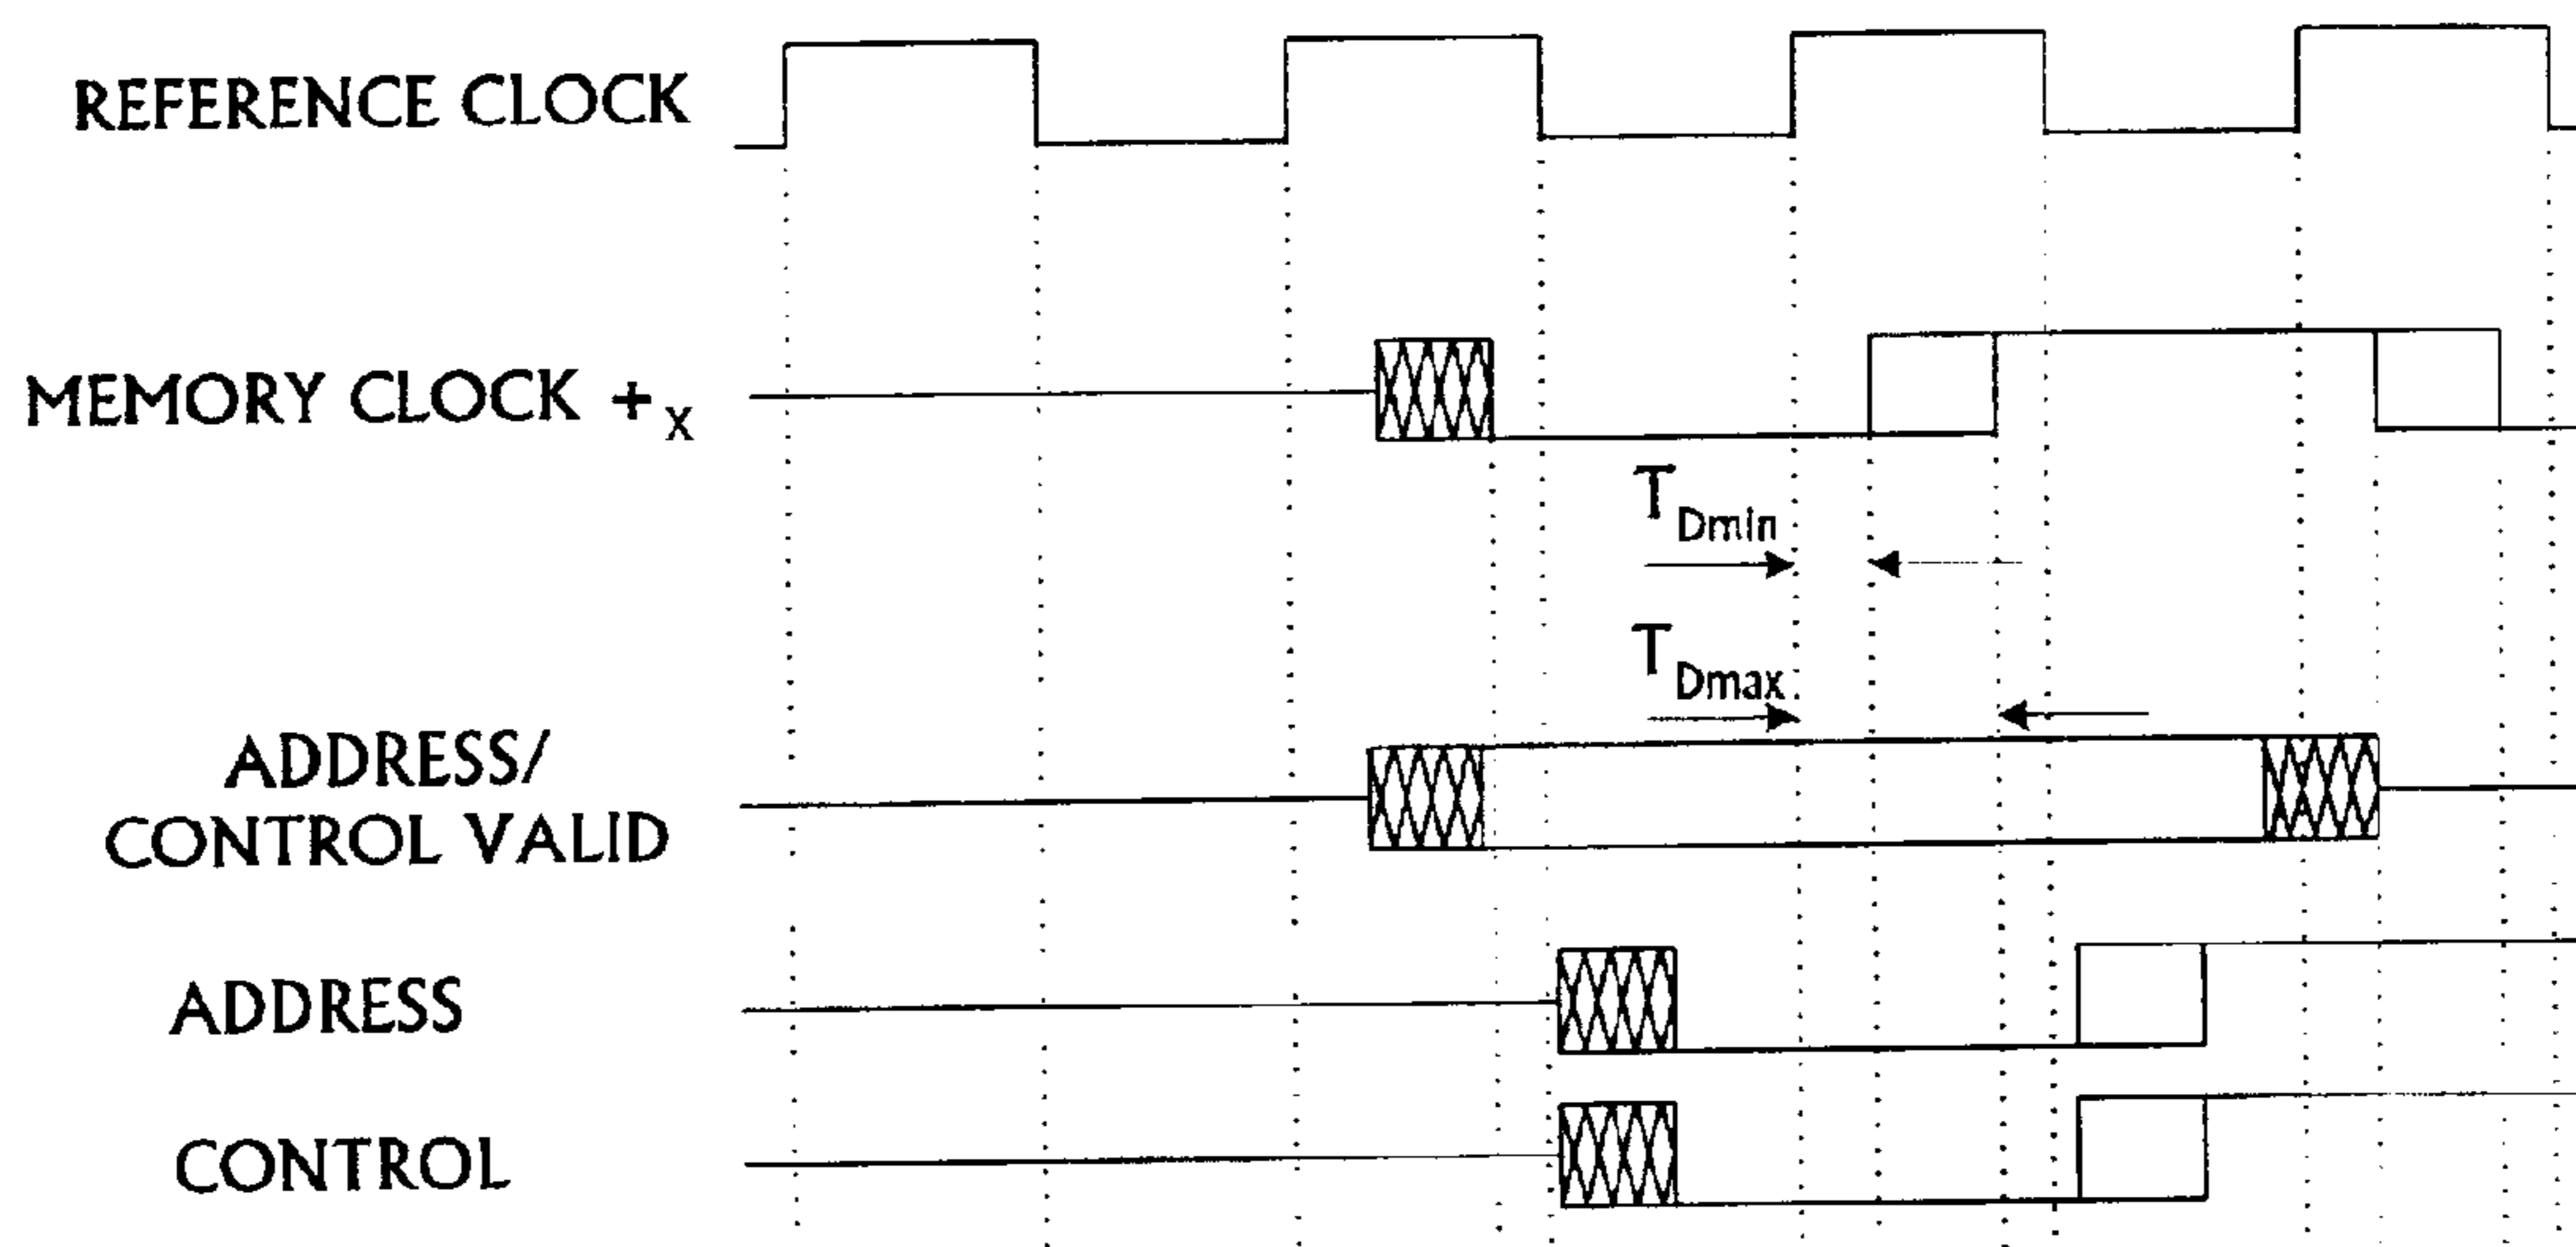 REFERENCE CLOCK
MEMORY CLOCK +X
TDmin
TDmax
ADDRESS/
CONTROL VALID
ADDRESS
CONTROL